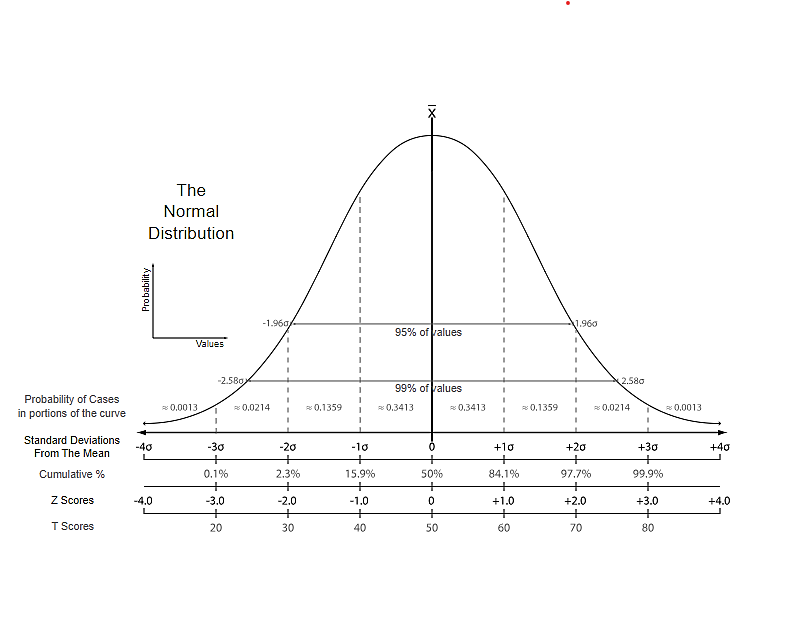 X̄
The
Normal
Distribution
Probability
Values
-1.96σ 1.96σ
95% of values
-2.58σ 2.58σ
99% of values
Probability of Cases
in portions of the curve
≈ 0.0013 ≈ 0.0214 ≈ 0.1359 ≈ 0.3413 ≈ 0.3413 ≈ 0.1359 ≈ 0.0214 ≈ 0.0013
Standard Deviations
From The Mean
-4σ -3σ -2σ -1σ 0 +1σ +2σ +3σ +4σ
Cumulative % 0.1% 2.3% 15.9% 50% 84.1% 97.7% 99.9%
Z Scores -4.0 -3.0 -2.0 -1.0 0 +1.0 +2.0 +3.0 +4.0
T Scores 20 30 40 50 60 70 80